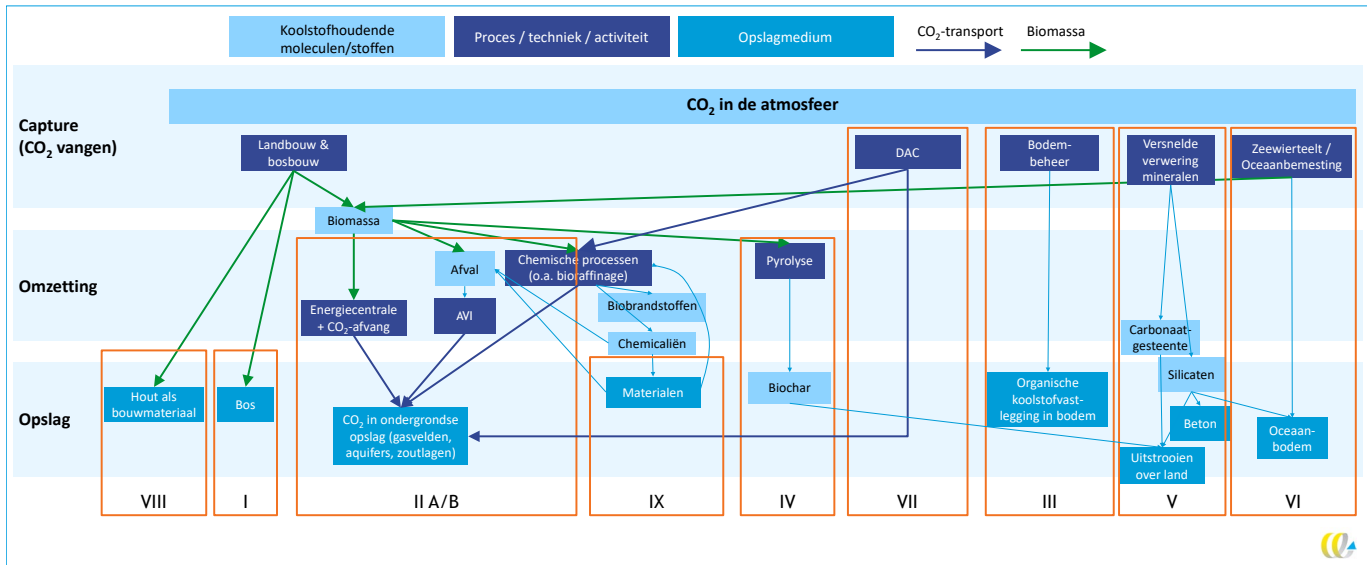 Koolstofhoudende
moleculen/stoffen
Proces / techniek / activiteit
Opslagmedium
CO₂-transport
Biomassa
CO₂ in de atmosfeer
Capture
(CO₂ vangen)
Landbouw &
bosbouw
DAC
Bodem-
beheer
Versnelde
verwering
mineralen
Zeewierteelt /
Oceaanbemesting
Biomassa
Omzetting
Afval
Chemische processen
(o.a. bioraffinage)
Pyrolyse
Energiecentrale
+ CO₂-afvang
AVI
Biobrandstoffen
Chemicaliën
Carbonaat-
gesteente
Opslag
Hout als
bouwmateriaal
Bos
CO₂ in ondergrondse
opslag (gasvelden,
aquifers, zoutlagen)
Materialen
Biochar
Organische
koolstofvast-
legging in bodem
Silicaten
Beton
Uitstrooien
over land
Oceaan-
bodem
VIII
I
II A/B
IX
IV
VII
III
V
VI